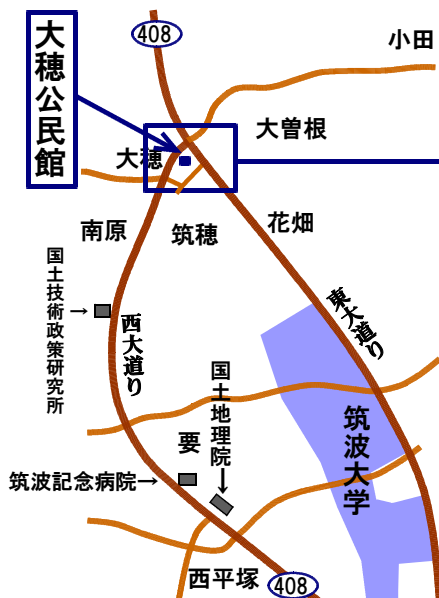 408
小田
大穂公民館
大曽根
大穂
南原
筑穂
花畑
国土技術政策研究所→
西大通り
東大通り
国土地理院→
筑波大学
要
筑波記念病院→
西平塚
408